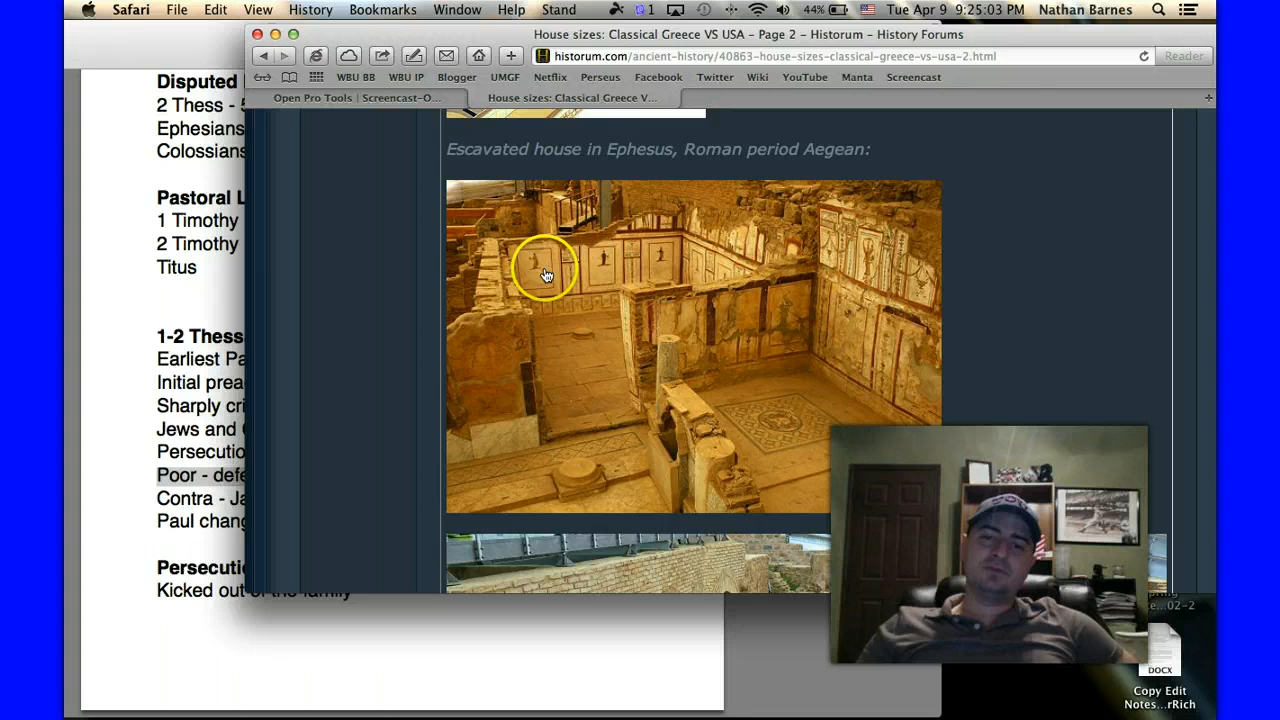 Safari File Edit View History Bookmarks Window Help Stand 1 44% Tue Apr 9 9:25:03 PM Nathan Barnes
House sizes: Classical Greece VS USA - Page 2 - Historum - History Forums
historum.com/ancient-history/40863-house-sizes-classical-greece-vs-usa-2.html Reader
WBU BB WBU IP Blogger UMGF Netflix Perseus Facebook Twitter Wiki YouTube Manta Screencast
Open Pro Tools | Screencast-O... House sizes: Classical Greece V...
Escavated house in Ephesus, Roman period Aegean:
Disputed
2 Thess -
Ephesians
Colossians
Pastoral
1 Timothy
2 Timothy
Titus
1-2 Thess
Earliest
Initial
Sharply
Jews and
Poor -
Contra -
Paul
Kicked out of the family
02-2
DOCX
Copy Edit
Notes...rRich